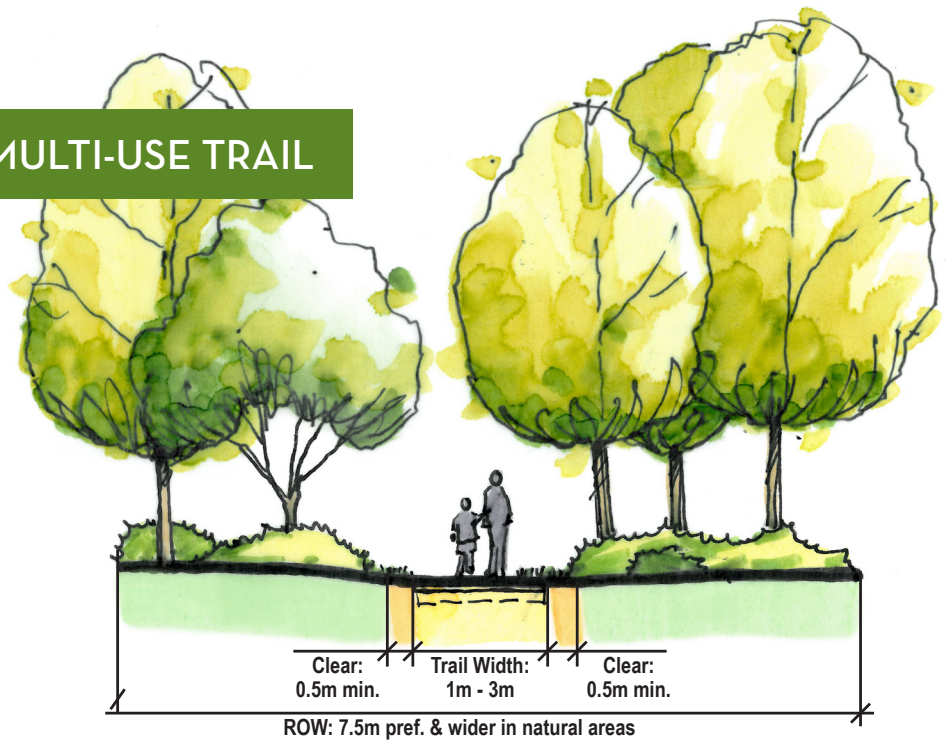 MULTI-USE TRAIL
Clear:
0.5m min.
Trail Width:
1m - 3m
Clear:
0.5m min.
ROW: 7.5m pref. & wider in natural areas